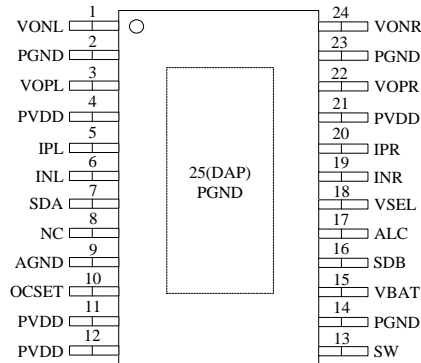 1 24
VONL VONR
2 23
PGND PGND
3 22
VOPL VOPR
4 21
PVDD PVDD
5 20
IPL IPR
6 19
INL INR
25(DAP)
PGND
7 18
SDA VSEL
8 17
NC ALC
9 16
AGND SDB
10 15
OCSET VBAT
11 14
PVDD PGND
12 13
PVDD SW